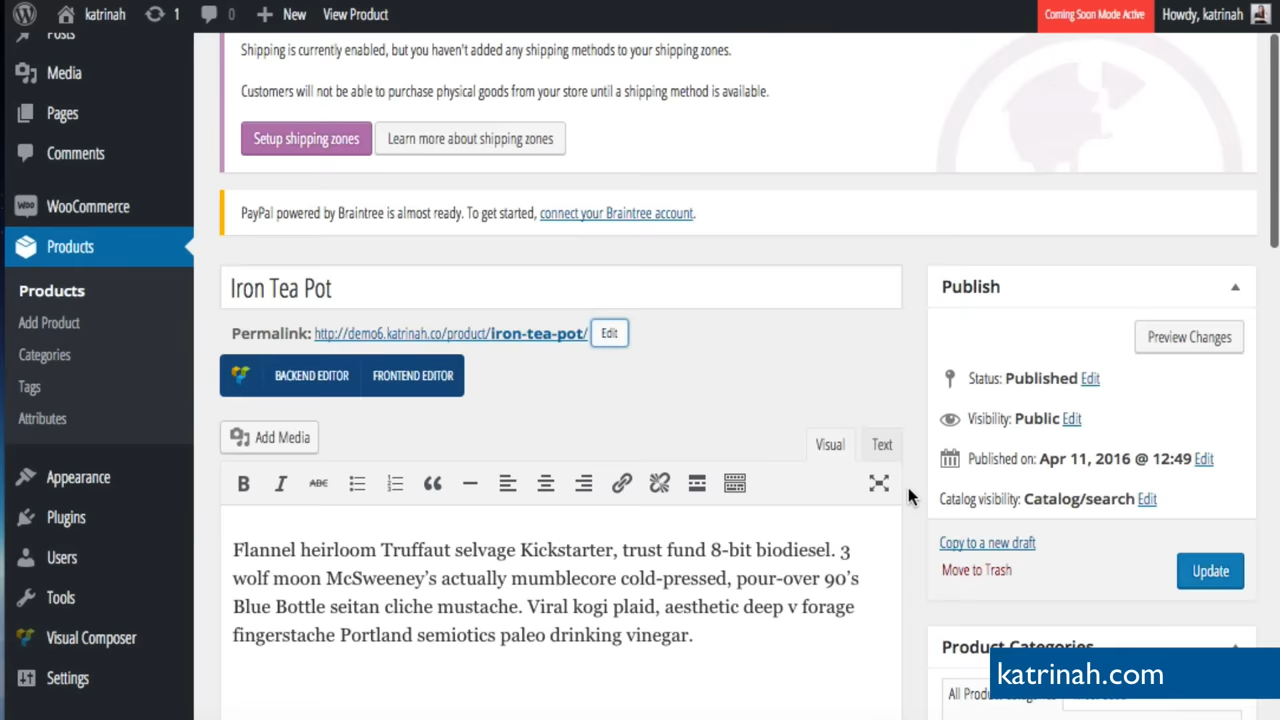 katrinah
1
0
New
View Product
Coming Soon Mode Active
Howdy, katrinah
Posts
Media
Pages
Comments
WOO
WooCommerce
Products
Products
Add Product
Categories
Tags
Attributes
Appearance
Plugins
Users
Tools
Visual Composer
Settings
Shipping is currently enabled, but you haven't added any shipping methods to your shipping zones.
Customers will not be able to purchase physical goods from your store until a shipping method is available.
Setup shipping zones
Learn more about shipping zones
PayPal powered by Braintree is almost ready. To get started, connect your Braintree account.
Iron Tea Pot
Permalink: http://demo6.katrinah.co/product/iron-tea-pot/ Edit
BACKEND EDITOR
FRONTEND EDITOR
Add Media
Visual
Text
B I ABC
Flannel heirloom Truffaut selvage Kickstarter, trust fund 8-bit biodiesel. 3
wolf moon McSweeney's actually mumblecore cold-pressed, pour-over 90's
Blue Bottle seitan cliche mustache. Viral kogi plaid, aesthetic deep v forage
fingerstache Portland semiotics paleo drinking vinegar.
Publish
Preview Changes
Status: Published Edit
Visibility: Public Edit
Published on: Apr 11, 2016 @ 12:49 Edit
Catalog visibility: Catalog/search Edit
Copy to a new draft
Move to Trash
Update
Product Categories
All Product
katrinah.com